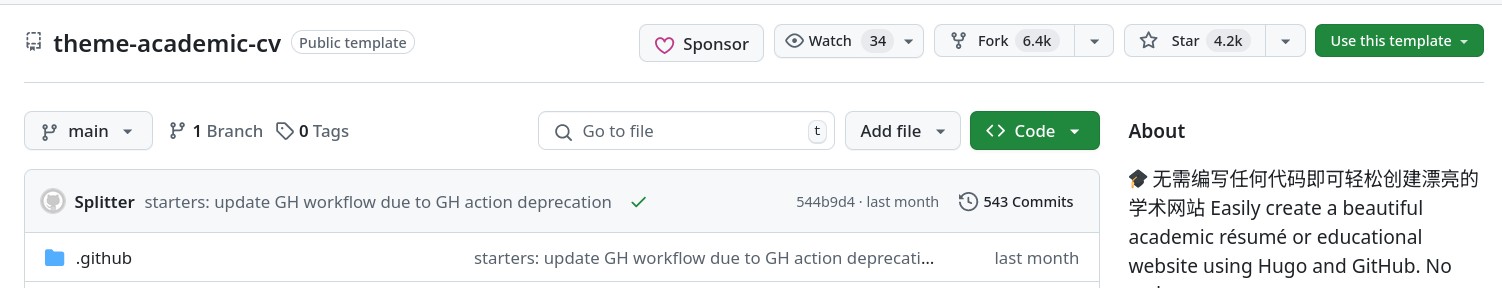 theme-academic-cv Public template Sponsor Watch 34 Fork 6.4k Star 4.2k Use this template
main 1 Branch 0 Tags Go to file t Add file Code
Splitter starters: update GH workflow due to GH action deprecation 544b9d4 · last month 543 Commits
.github starters: update GH workflow due to GH action deprecati... last month
About
🎓 无需编写任何代码即可轻松创建漂亮的
学术网站 Easily create a beautiful
academic résumé or educational
website using Hugo and GitHub. No